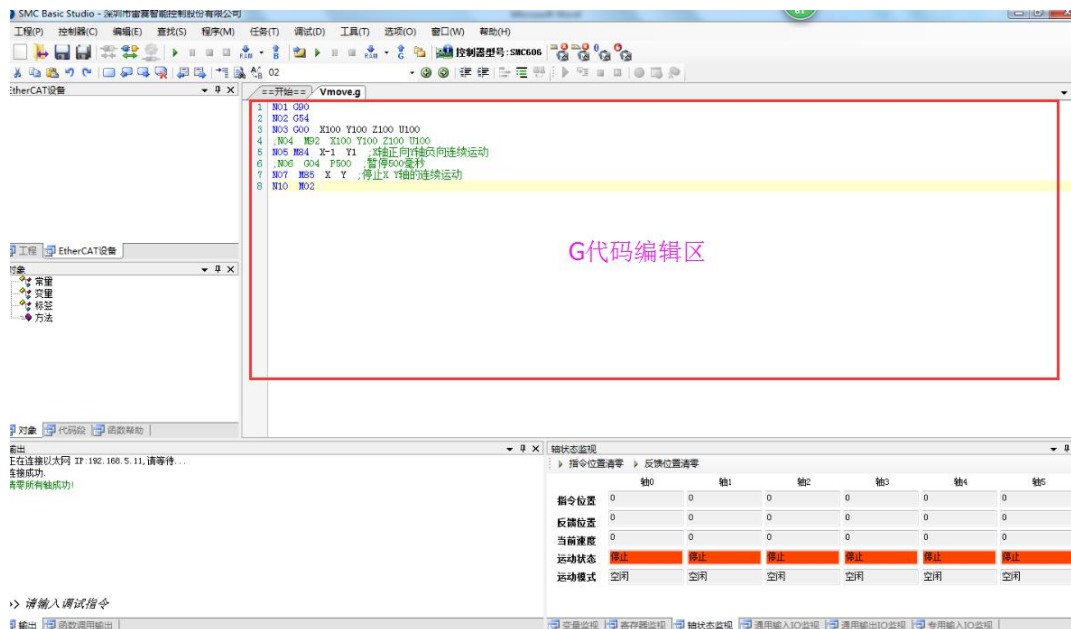 SMC Basic Studio - 深圳市雷赛智能控制股份有限公司
工程(P) 控制器(C) 编辑(E) 查找(S) 程序(M) 任务(T) 调试(D) 工具(T) 选项(O) 窗口(W) 帮助(H)
控制器型号:SMC606
02
EtherCAT设备
==开始== Vmove.g
1 N01 G90
2 N02 G54
3 N03 G00 X100 Y100 Z100 U100
4 ;N04 M92 X100 Y100 Z100 U100
5 N05 M84 X-1 Y1 ;X轴正向Y轴负向连续运动
6 ;N06 G04 P500 ;暂停500毫秒
7 N07 M85 X Y ;停止X Y轴的连续运动
8 N10 M02
G代码编辑区
工程 EtherCAT设备
对象
常量
变量
标签
方法
对象 代码段 函数帮助
输出
正在连接以太网 IP:192.168.5.11,请等待...
连接成功.
清零所有轴成功!
>> 请输入调试指令
输出 函数调用输出
轴状态监视
指令位置清零 反馈位置清零
轴0 轴1 轴2 轴3 轴4 轴5
指令位置 0 0 0 0 0 0
反馈位置 0 0 0 0 0 0
当前速度 0 0 0 0 0 0
运动状态 停止 停止 停止 停止 停止 停止
运动模式 空闲 空闲 空闲 空闲 空闲 空闲
变量监视 寄存器监视 轴状态监视 通用输入IO监视 通用输出IO监视 专用输入IO监视